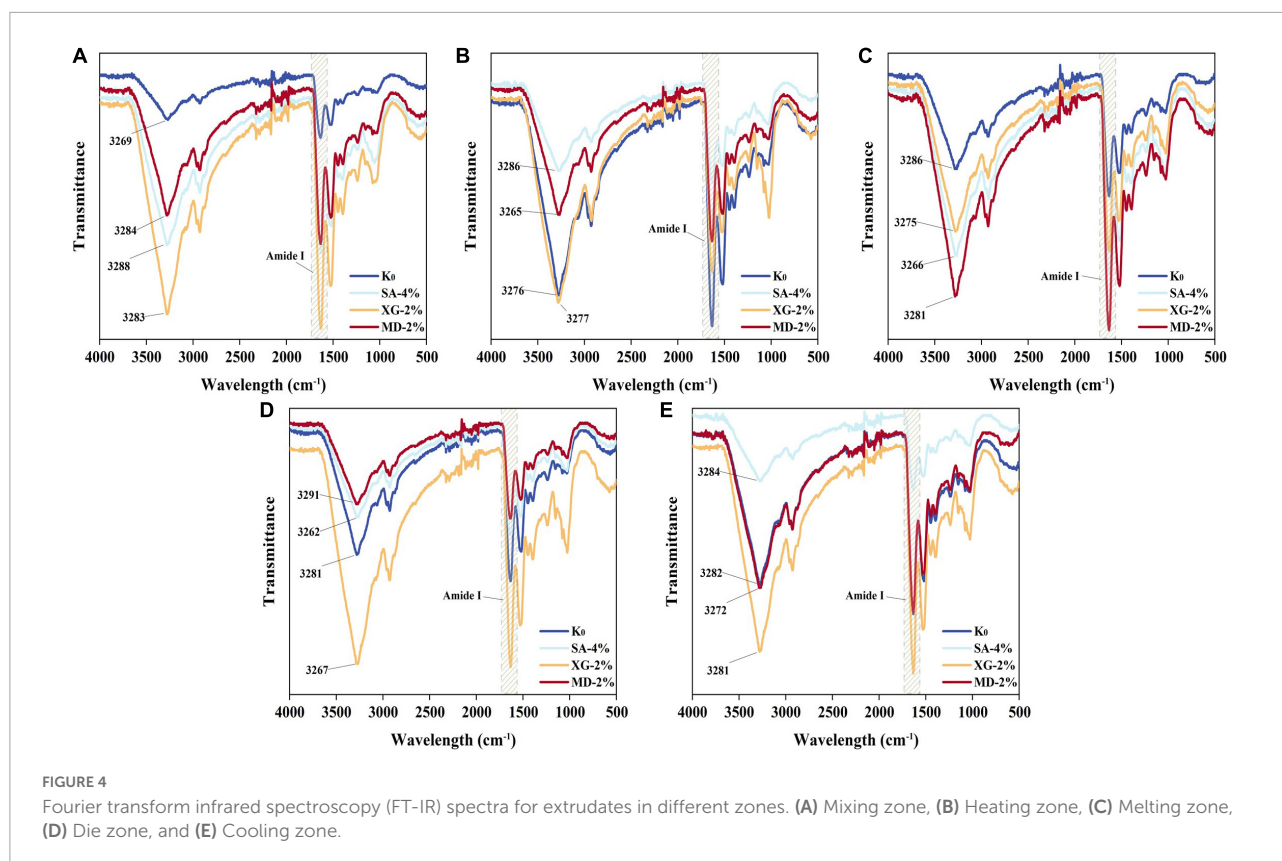 A
Transmittance
3269
3284
3288
3283
Amide I
K₀
SA-4%
XG-2%
MD-2%
4000 3500 3000 2500 2000 1500 1000 500
Wavelength (cm⁻¹)
B
Transmittance
3286
3265
3276
3277
Amide I
K₀
SA-4%
XG-2%
MD-2%
4000 3500 3000 2500 2000 1500 1000 500
Wavelength (cm⁻¹)
C
Transmittance
3286
3275
3266
3281
Amide I
K₀
SA-4%
XG-2%
MD-2%
4000 3500 3000 2500 2000 1500 1000 500
Wavelength (cm⁻¹)
D
Transmittance
3291
3262
3281
3267
Amide I
K₀
SA-4%
XG-2%
MD-2%
4000 3500 3000 2500 2000 1500 1000 500
Wavelength (cm⁻¹)
E
Transmittance
3284
3282
3272
3281
Amide I
K₀
SA-4%
XG-2%
MD-2%
4000 3500 3000 2500 2000 1500 1000 500
Wavelength (cm⁻¹)
FIGURE 4
Fourier transform infrared spectroscopy (FT-IR) spectra for extrudates in different zones. (A) Mixing zone, (B) Heating zone, (C) Melting zone,
(D) Die zone, and (E) Cooling zone.